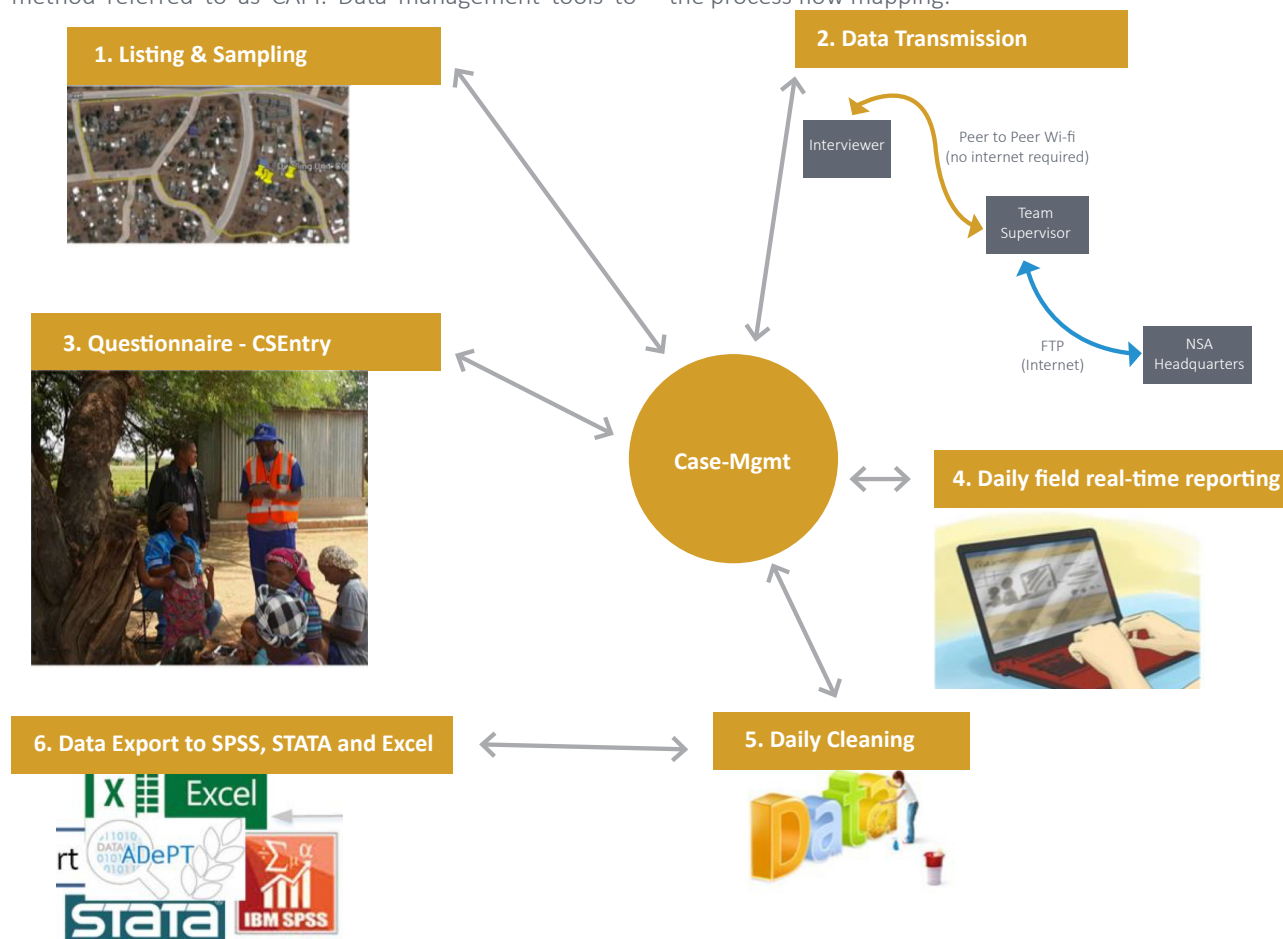 method referred to as CAPI. Data management tools to
the process flow mapping.
1. Listing & Sampling
2. Data Transmission
Interviewer
Peer to Peer Wi-fi
(no internet required)
Team
Supervisor
FTP
(Internet)
NSA
Headquarters
3. Questionnaire - CSEntry
Case-Mgmt
4. Daily field real-time reporting
5. Daily Cleaning
Data
6. Data Export to SPSS, STATA and Excel
X Excel
rt
DATA
ADePT
Σ α
÷ μ
STATA
IBM SPSS